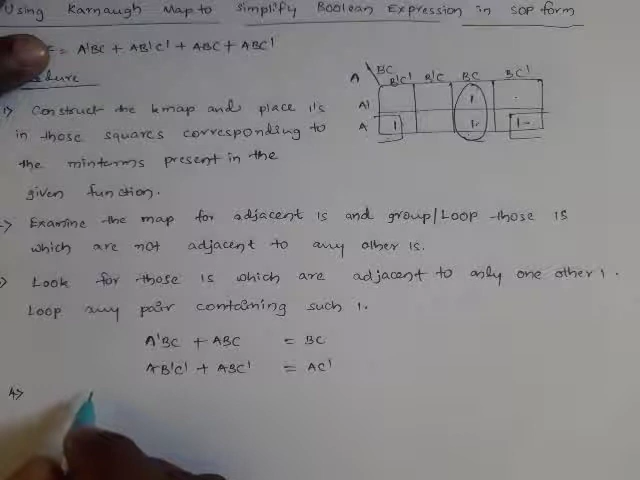 Using Karnaugh Map to simplify Boolean Expression in SOP form
= A'BC + AB'C' + ABC + ABC'
A BC B'C' B'C BC BC'
A' 1
A 1 1 1
1> Construct the kmap and place 1's
in those squares corresponding to
the minterms present in the
given function.
> Examine the map for adjacent 1s and group/Loop those 1s
which are not adjacent to any other 1s.
> Look for those 1s which are adjacent to only one other 1.
Loop any pair containing such 1.
A'BC + ABC = BC
AB'C' + ABC' = AC'
4>